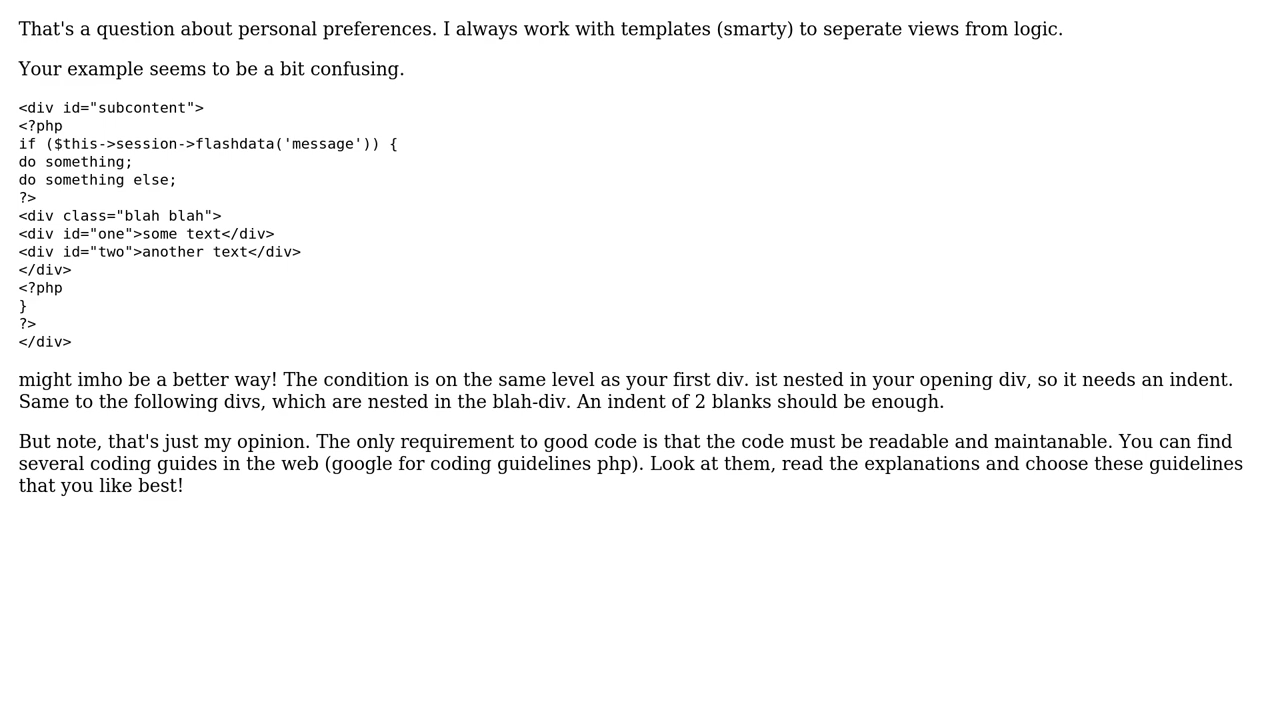 That's a question about personal preferences. I always work with templates (smarty) to seperate views from logic.
Your example seems to be a bit confusing.
<div id="subcontent">
<?php
if ($this->session->flashdata('message')) {
do something;
do something else;
?>
<div class="blah blah">
<div id="one">some text</div>
<div id="two">another text</div>
</div>
<?php
}
?>
</div>
might imho be a better way! The condition is on the same level as your first div. ist nested in your opening div, so it needs an indent.
Same to the following divs, which are nested in the blah-div. An indent of 2 blanks should be enough.
But note, that's just my opinion. The only requirement to good code is that the code must be readable and maintanable. You can find
several coding guides in the web (google for coding guidelines php). Look at them, read the explanations and choose these guidelines
that you like best!